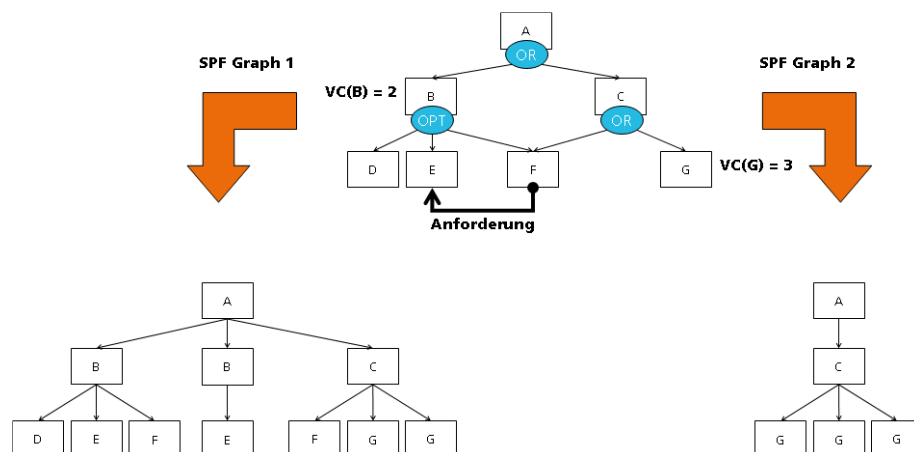 A
OR
SPF Graph 1
SPF Graph 2
VC(B) = 2
B
C
OPT
OR
D
E
F
G
VC(G) = 3
Anforderung
A
A
B
B
C
C
D
E
F
E
F
G
G
G
G
G